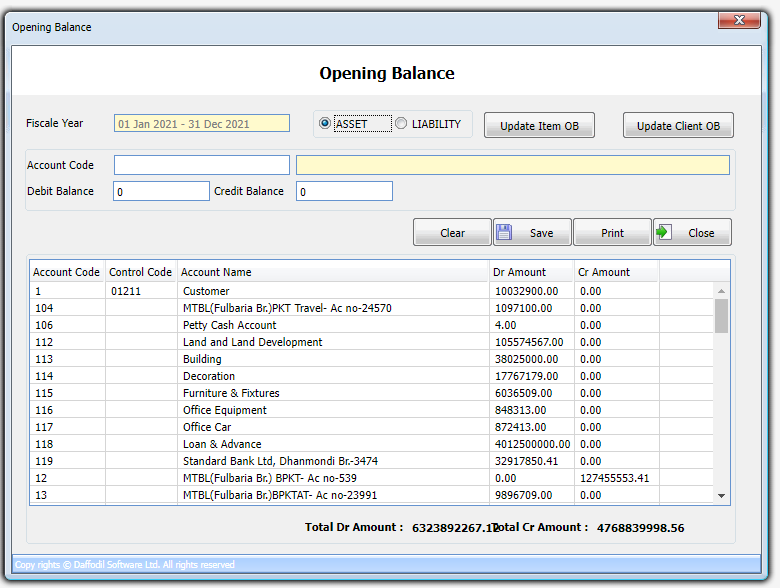 Opening Balance
Opening Balance
Fiscale Year 01 Jan 2021 - 31 Dec 2021 ASSET LIABILITY Update Item OB Update Client OB
Account Code
Debit Balance 0 Credit Balance 0
Clear Save Print Close
Account Code Control Code Account Name Dr Amount Cr Amount
1 01211 Customer 10032900.00 0.00
104 MTBL(Fulbaria Br.)PKT Travel- Ac no-24570 1097100.00 0.00
106 Petty Cash Account 4.00 0.00
112 Land and Land Development 105574567.00 0.00
113 Building 38025000.00 0.00
114 Decoration 17767179.00 0.00
115 Furniture & Fixtures 6036509.00 0.00
116 Office Equipment 848313.00 0.00
117 Office Car 872413.00 0.00
118 Loan & Advance 4012500000.00 0.00
119 Standard Bank Ltd, Dhanmondi Br.-3474 32917850.41 0.00
12 MTBL(Fulbaria Br.) BPKT- Ac no-539 0.00 127455553.41
13 MTBL(Fulbaria Br.)BPKTAT- Ac no-23991 9896709.00 0.00
Total Dr Amount : Total Cr Amount : 4768839998.56
Copy rights © Daffodil Software Ltd. All rights reserved